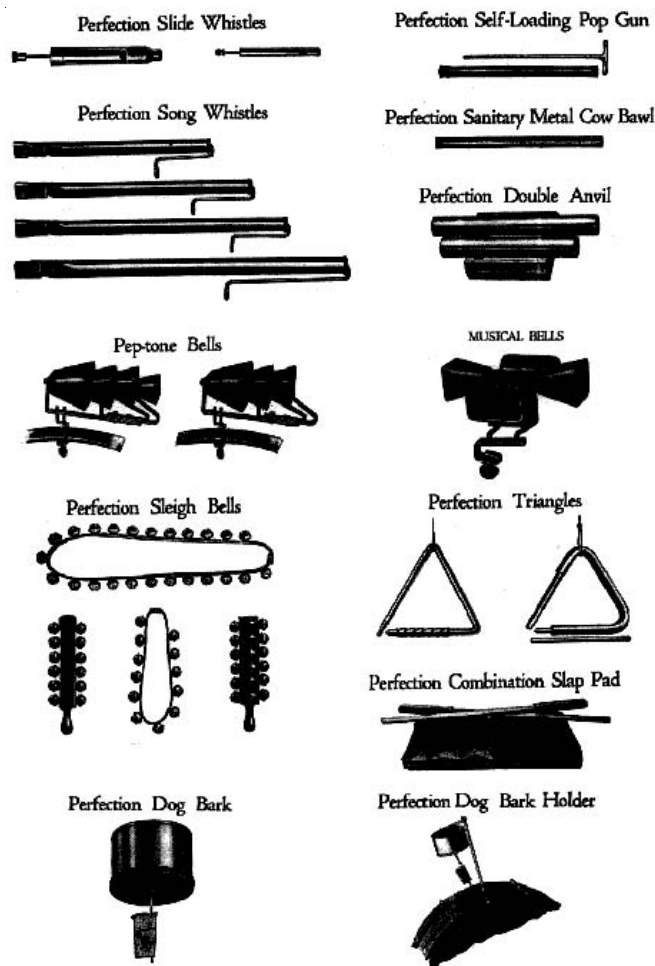 Perfection Slide Whistles
Perfection Self-Loading Pop Gun
Perfection Song Whistles
Perfection Sanitary Metal Cow Bawl
Perfection Double Anvil
Pep-tone Bells
MUSICAL BELLS
Perfection Sleigh Bells
Perfection Triangles
Perfection Combination Slap Pad
Perfection Dog Bark
Perfection Dog Bark Holder